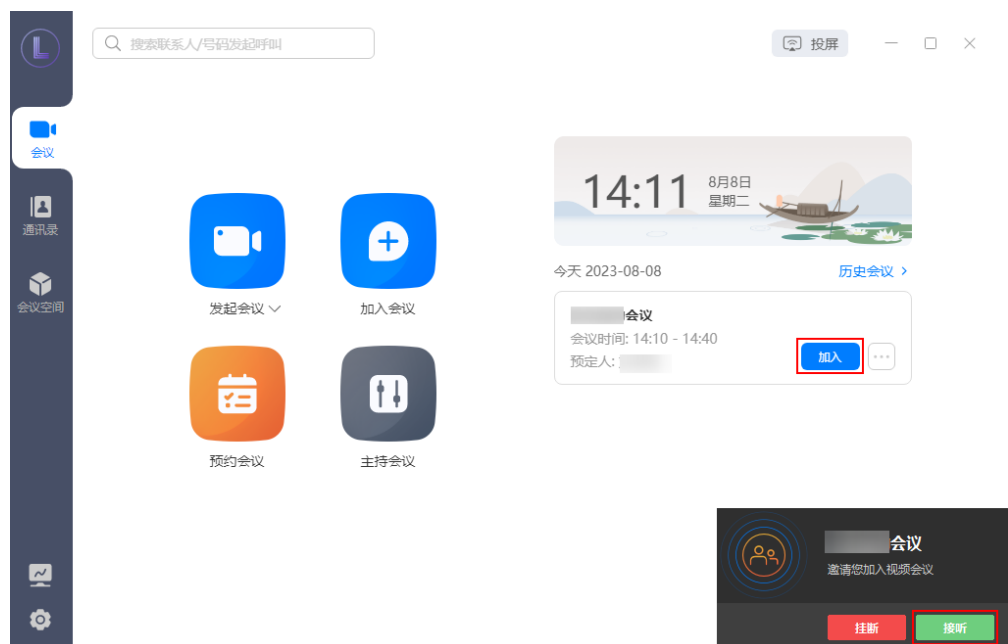 L
搜索联系人/号码发起呼叫
投屏
会议
通讯录
会议空间
发起会议
加入会议
预约会议
主持会议
14:11
8月8日
星期二
今天 2023-08-08
历史会议
会议
会议时间: 14:10 - 14:40
预定人:
加入
会议
邀请您加入视频会议
挂断
接听